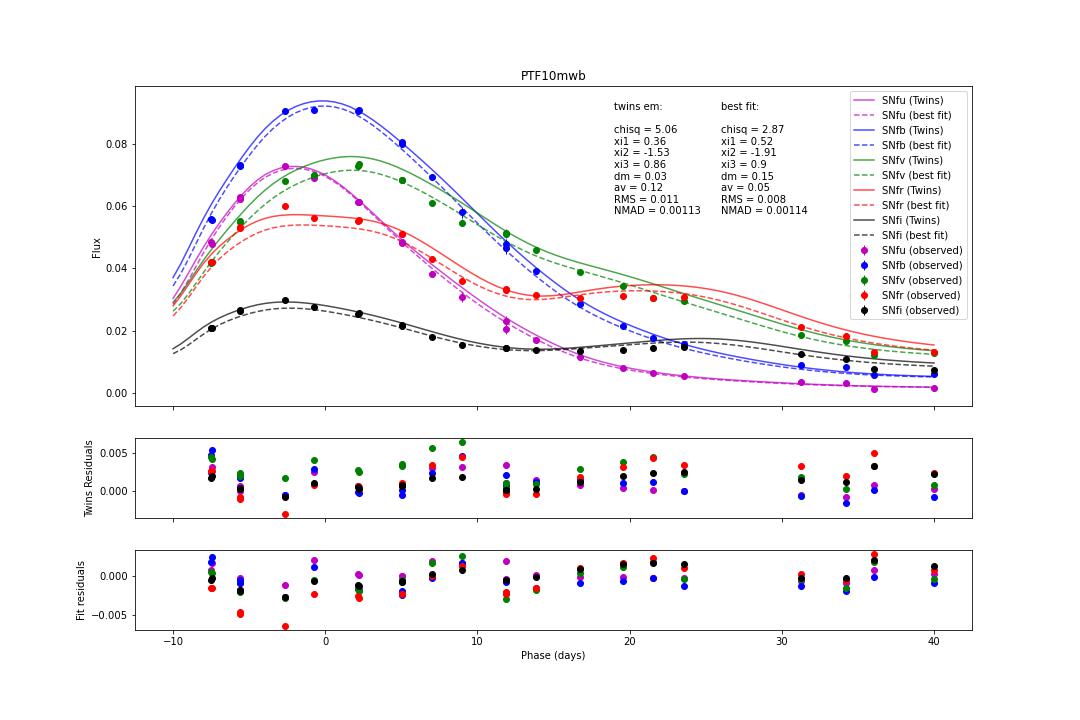 PTF10mwb
Flux
0.08
0.06
0.04
0.02
0.00
twins em: best fit:
chisq = 5.06 chisq = 2.87
xi1 = 0.36 xi1 = 0.52
xi2 = -1.53 xi2 = -1.91
xi3 = 0.86 xi3 = 0.9
dm = 0.03 dm = 0.15
av = 0.12 av = 0.05
RMS = 0.011 RMS = 0.008
NMAD = 0.00113 NMAD = 0.00114
SNfu (Twins)
SNfu (best fit)
SNfb (Twins)
SNfb (best fit)
SNfv (Twins)
SNfv (best fit)
SNfr (Twins)
SNfr (best fit)
SNfi (Twins)
SNfi (best fit)
SNfu (observed)
SNfb (observed)
SNfv (observed)
SNfr (observed)
SNfi (observed)
Twins Residuals
0.005
0.000
Fit residuals
0.000
−0.005
−10 0 10 20 30 40
Phase (days)